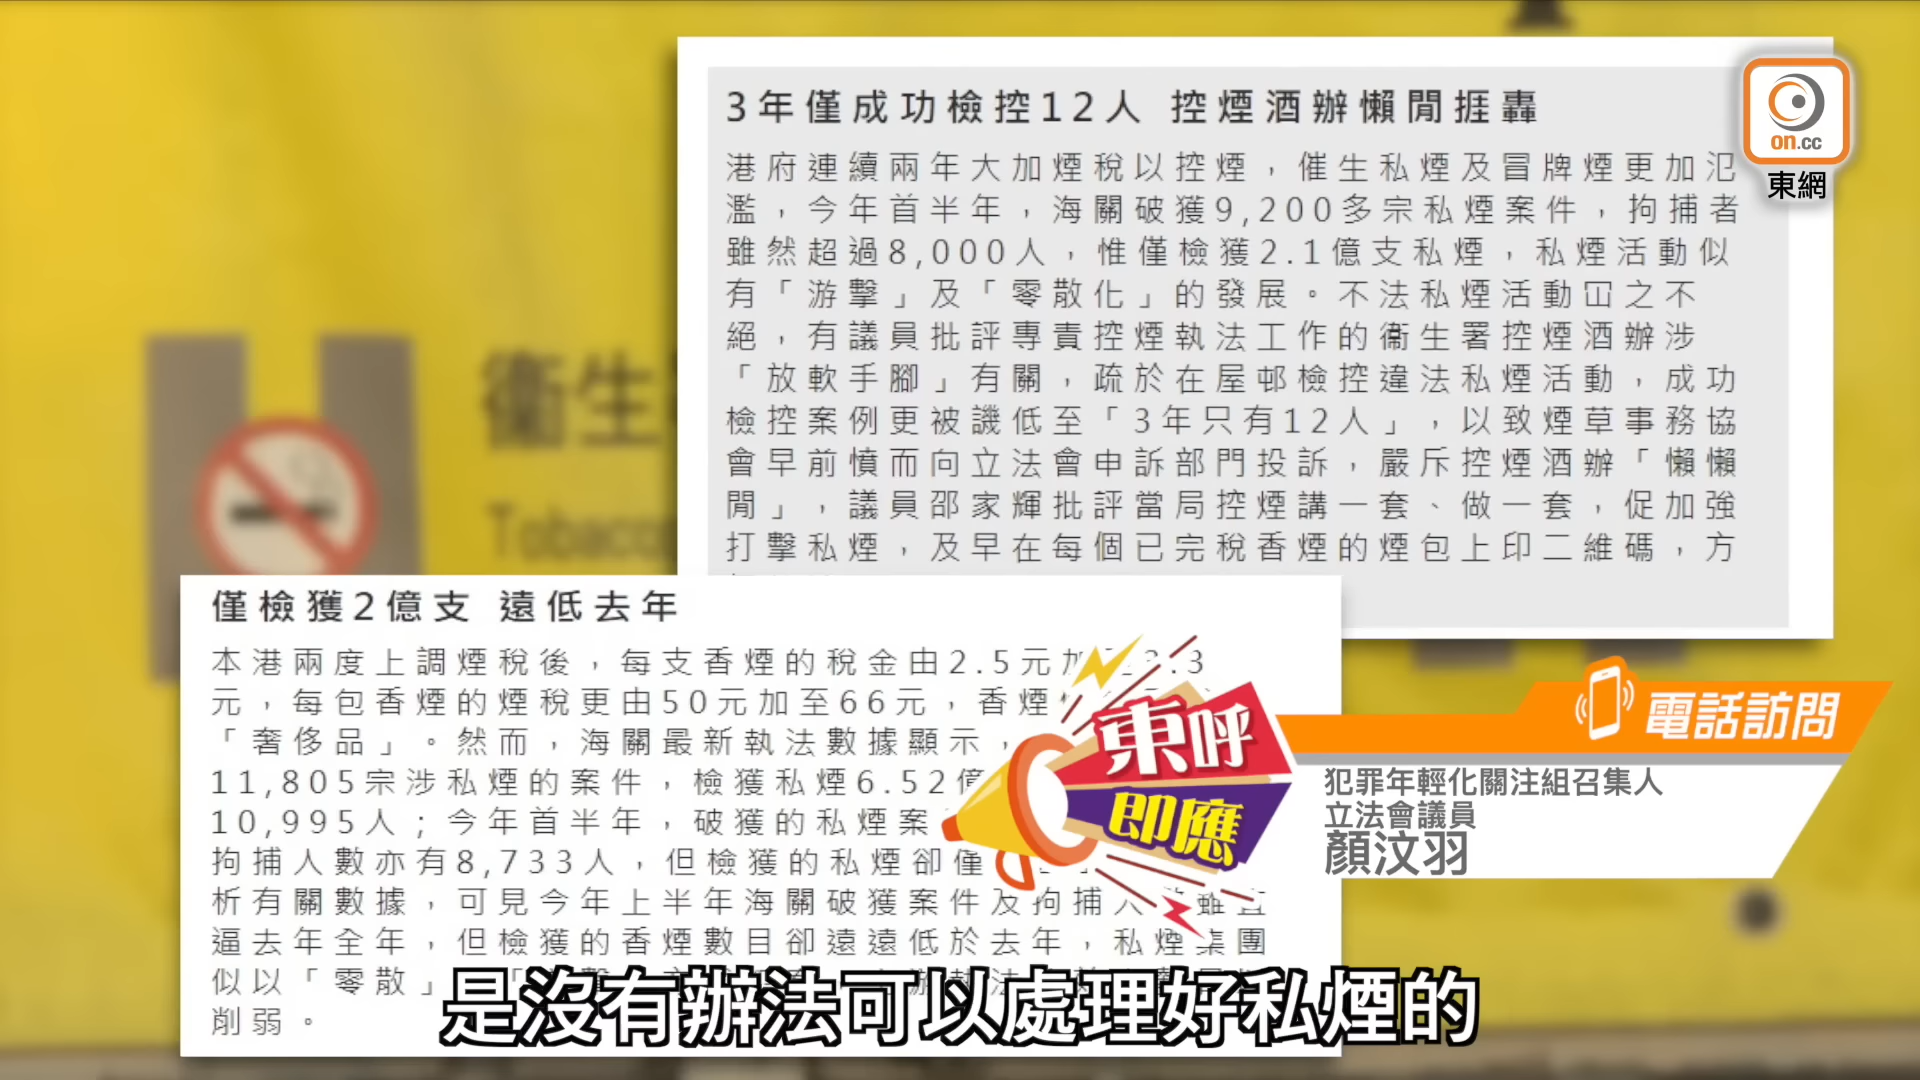 3年僅成功檢控12人 控煙酒辦懶閒捱轟
港府連續兩年大加煙稅以控煙，催生私煙及冒牌煙更加氾
濫，今年首半年，海關破獲9,200多宗私煙案件，拘捕者
雖然超過8,000人，惟僅檢獲2.1億支私煙，私煙活動似
有「游擊」及「零散化」的發展。不法私煙活動冚之不
絕，有議員批評專責控煙執法工作的衞生署控煙酒辦涉
「放軟手腳」有關，疏於在屋邨檢控違法私煙活動，成功
檢控案例更被譏低至「3年只有12人」，以致煙草事務協
會早前憤而向立法會申訴部門投訴，嚴斥控煙酒辦「懶懶
閒」，議員邵家輝批評當局控煙講一套、做一套，促加強
打擊私煙，及早在每個已完稅香煙的煙包上印二維碼，方
on.cc
東網
衞生
Tobacco
僅檢獲2億支 遠低去年
本港兩度上調煙稅後，每支香煙的稅金由2.5元加 3.3
元，每包香煙的煙稅更由50元加至66元，香煙
「奢侈品」。然而，海關最新執法數據顯示，
11,805宗涉私煙的案件，檢獲私煙6.52億
10,995人；今年首半年，破獲的私煙案
拘捕人數亦有8,733人，但檢獲的私煙卻僅
析有關數據，可見今年上半年海關破獲案件及拘捕人 雖直
逼去年全年，但檢獲的香煙數目卻遠遠低於去年，私煙集團
似以「零散」
削弱。
東呼
即應
電話訪問
犯罪年輕化關注組召集人
立法會議員
顏汶羽
是沒有辦法可以處理好私煙的